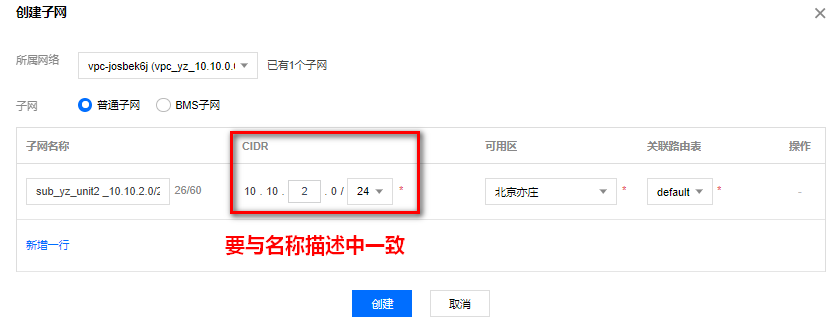 创建子网
所属网络 vpc-josbek6j (vpc_yz_10.10.0.( 已有1个子网
子网 普通子网 BMS子网
子网名称 CIDR 可用区 关联路由表 操作
sub_yz_unit2 _10.10.2.0/2 26/60 10 . 10 . 2 . 0 / 24 * 北京亦庄 * default * -
新增一行
要与名称描述中一致
创建 取消